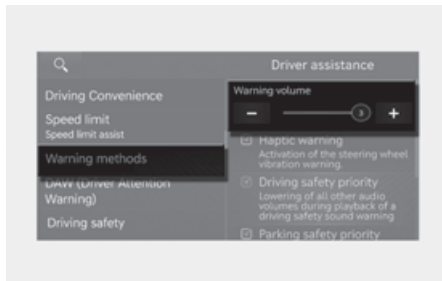 Driver assistance
Driving Convenience
Speed limit
Speed limit assist
Warning methods
DAW (Driver Attention
Warning)
Driving safety
Warning volume
3
Haptic warning
Activation of the steering wheel
vibration warning.
Driving safety priority
Lowering of all other audio
volumes during playback of a
driving safety sound warning
Parking safety priority